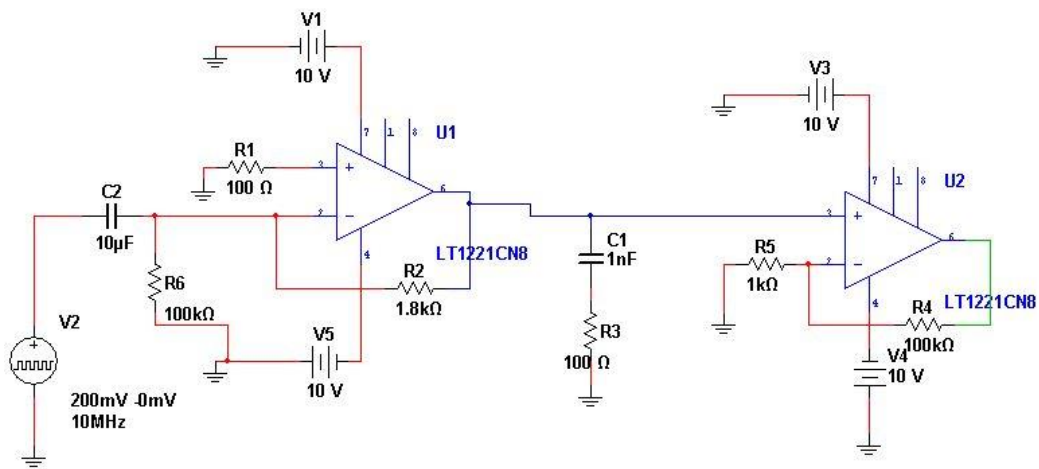 V1
10 V
V3
10 V
7
1
8
U1
R1
100 Ω
3
+
6
2
−
4
LT1221CN8
C2
10µF
R6
100kΩ
R2
1.8kΩ
V2
+
200mV -0mV
10MHz
V5
10 V
C1
1nF
R3
100 Ω
7
1
8
U2
3
+
6
2
−
4
LT1221CN8
R5
1kΩ
R4
100kΩ
V4
10 V